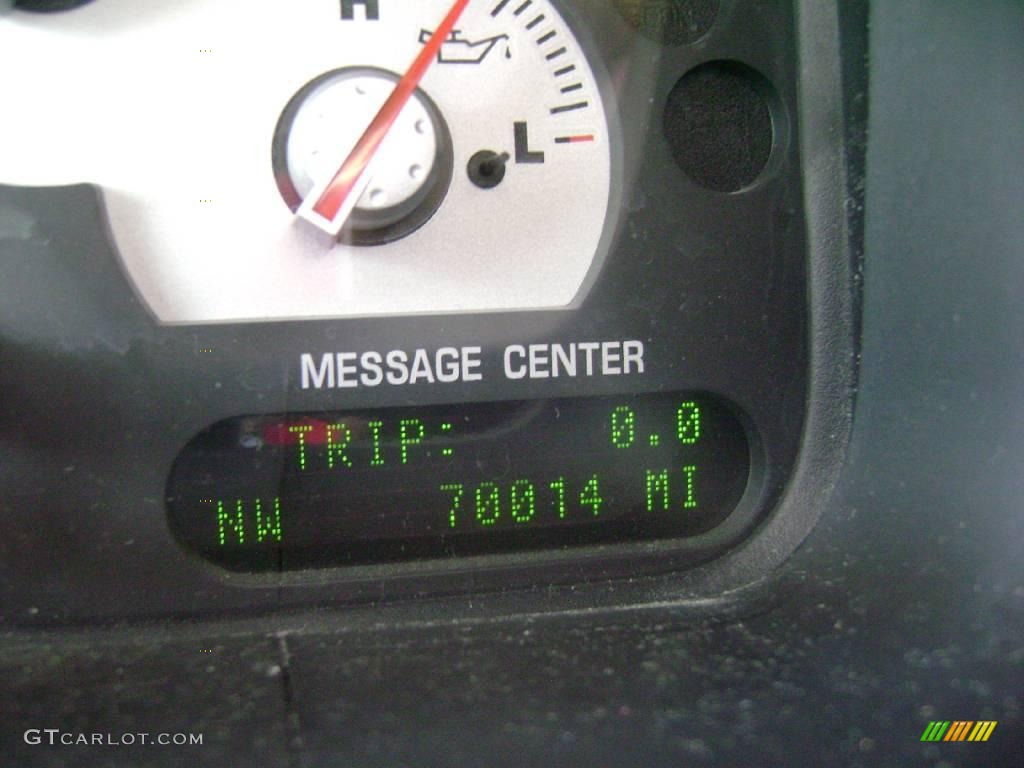 H
L
MESSAGE CENTER
TRIP: 0.0
NW 70014 MI
GTCARLOT.COM